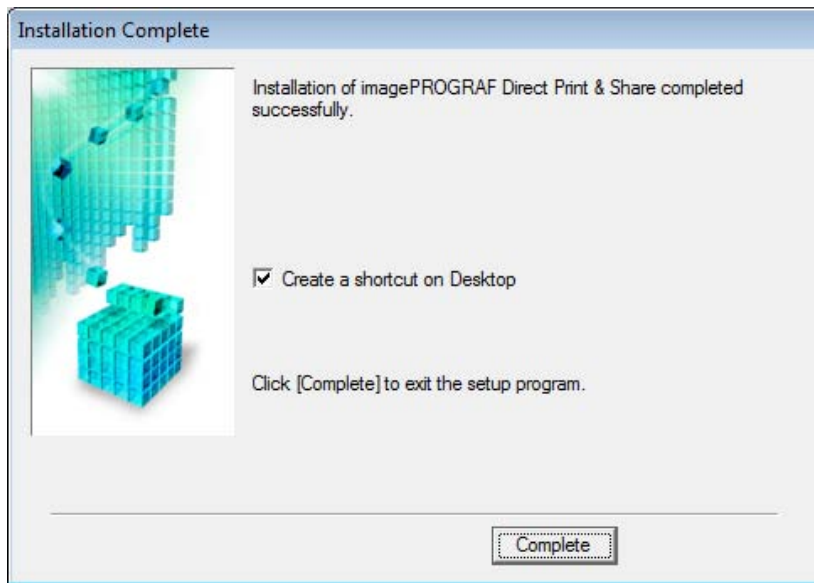 Installation Complete
Installation of imagePROGRAF Direct Print & Share completed
successfully.
Create a shortcut on Desktop
Click [Complete] to exit the setup program.
Complete